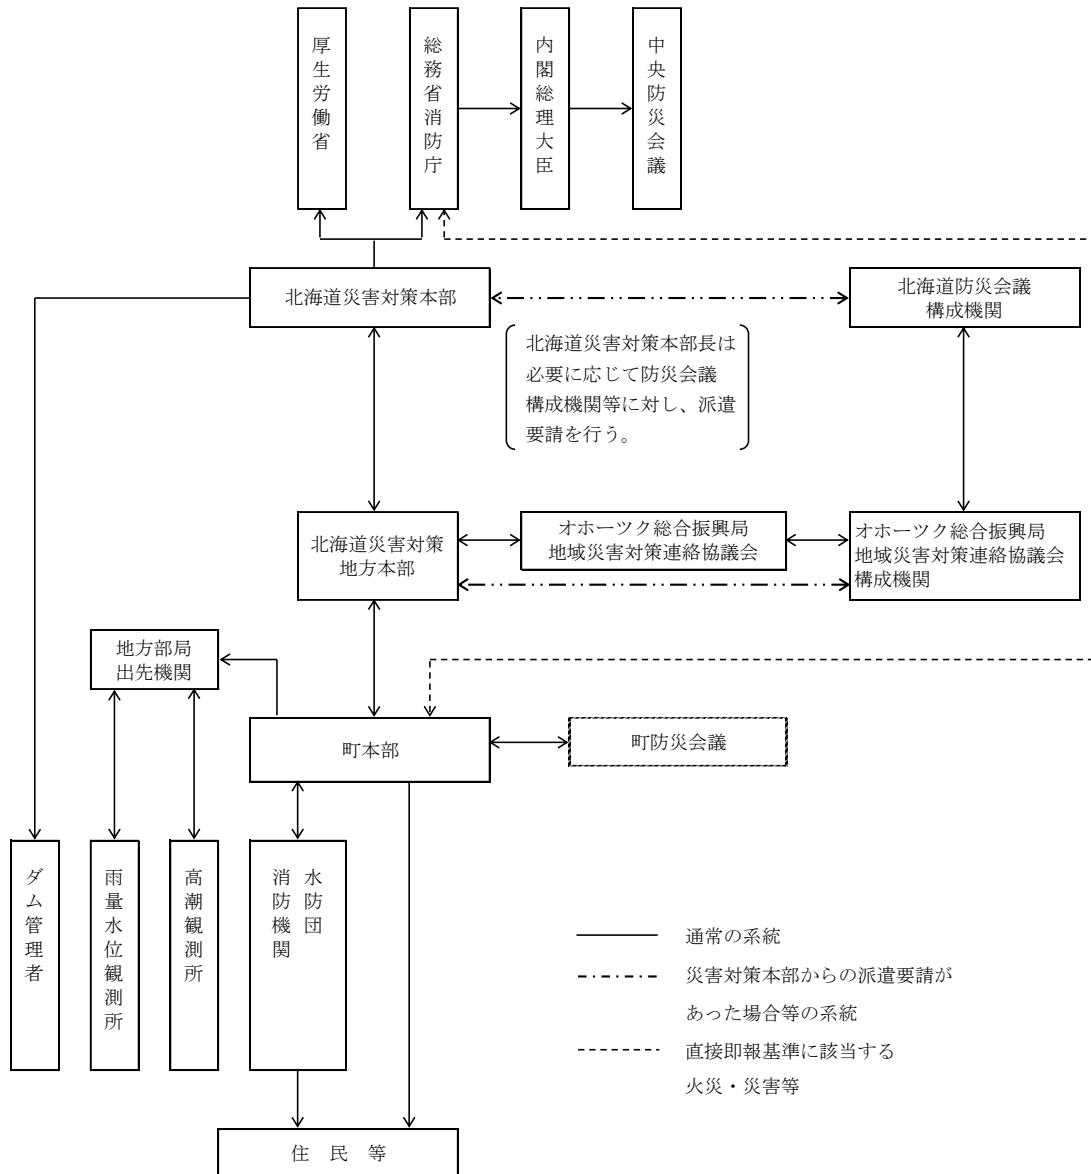 厚生労働省
総務省消防庁
内閣総理大臣
中央防災会議
北海道災害対策本部
北海道防災会議
構成機関
北海道災害対策本部長は
必要に応じて防災会議
構成機関等に対し、派遣
要請を行う。
北海道災害対策
地方本部
オホーツク総合振興局
地域災害対策連絡協議会
オホーツク総合振興局
地域災害対策連絡協議会
構成機関
地方部局
出先機関
町本部
町防災会議
ダム管理者
雨量水位観測所
高潮観測所
水防団
消防機関
通常の系統
災害対策本部からの派遣要請が
あった場合等の系統
直接即報基準に該当する
火災・災害等
住　民　等